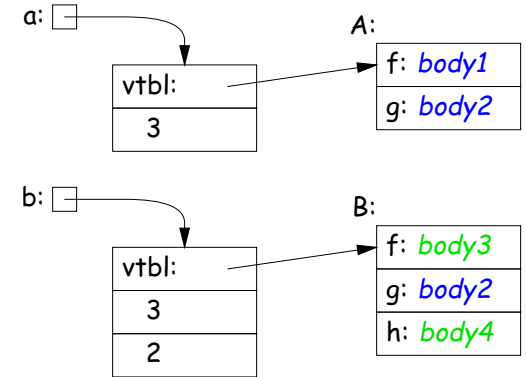 a:
A:
vtbl:
3
f: body1
g: body2
b:
B:
vtbl:
3
2
f: body3
g: body2
h: body4